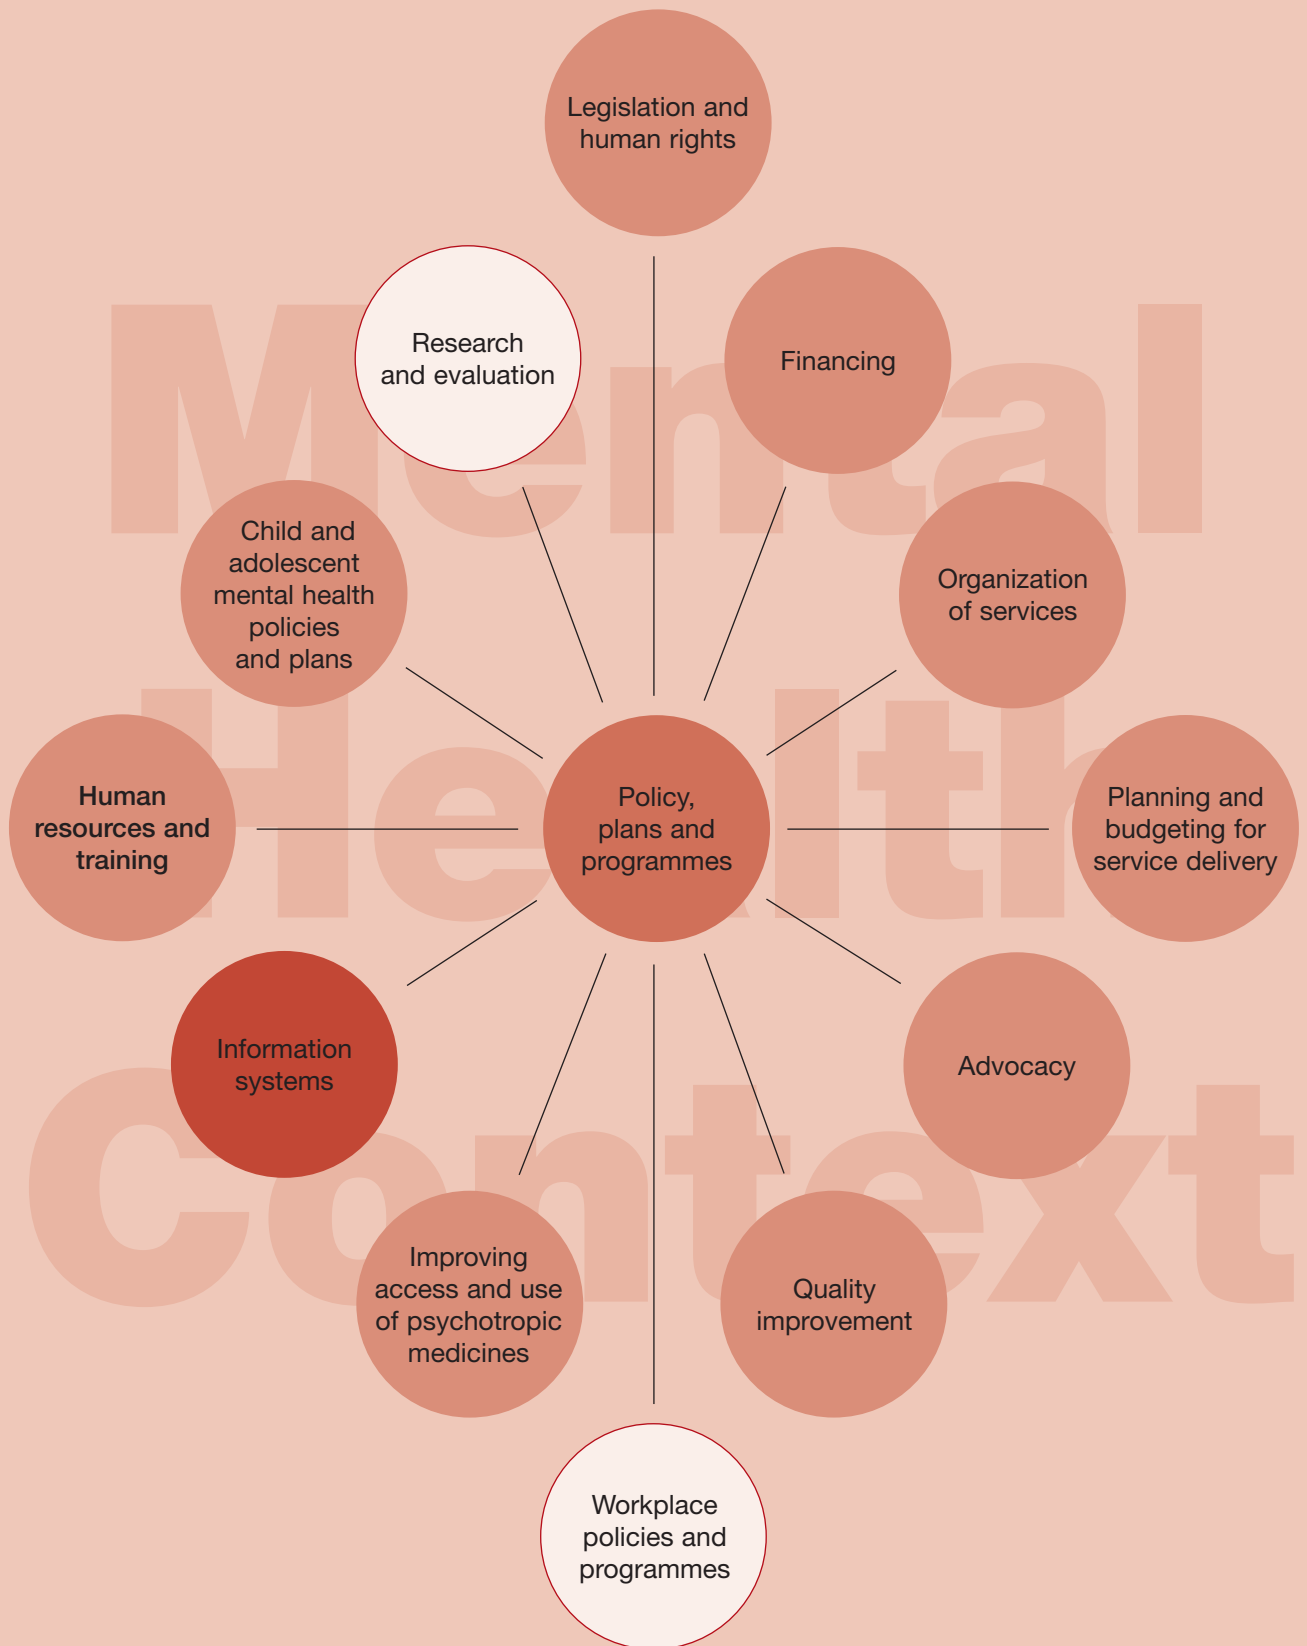 Mental
Health
Context
Legislation and
human rights
Research
and evaluation
Financing
Child and
adolescent
mental health
policies
and plans
Organization
of services
Human
resources and
training
Policy,
plans and
programmes
Planning and
budgeting for
service delivery
Information
systems
Advocacy
Improving
access and use
of psychotropic
medicines
Quality
improvement
Workplace
policies and
programmes